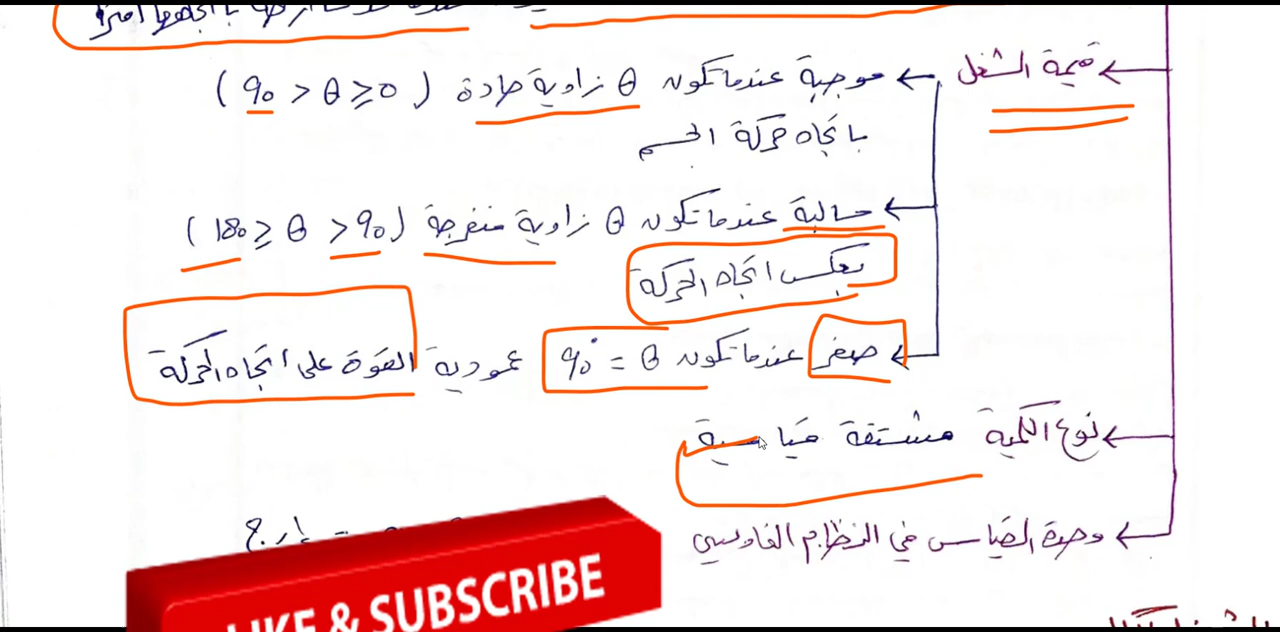 قيمة الشغل
موجبة عندما تكون θ زاوية حادة ( 90 > θ ≥ 0 )
باتجاه حركة الجسم
سالبة عندما تكون θ زاوية منفرجة ( 180 ≥ θ > 90 )
بعكس اتجاه الحركة
صفر عندما تكون θ = 90° عمودية القوة على اتجاه الحركة
نوع الكمية مشتقة قياسية
وحدة القياس في النظام الفاوسي
LIKE & SUBSCRIBE